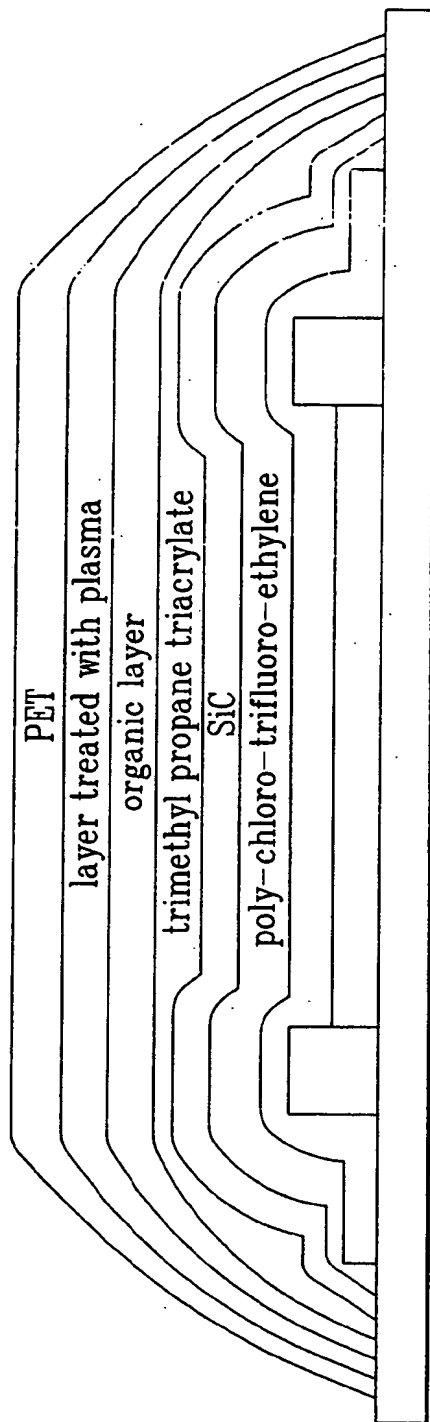 PET
layer treated with plasma
organic layer
trimethyl propane triacrylate
SiC
poly-chloro-trifluoro-ethylene